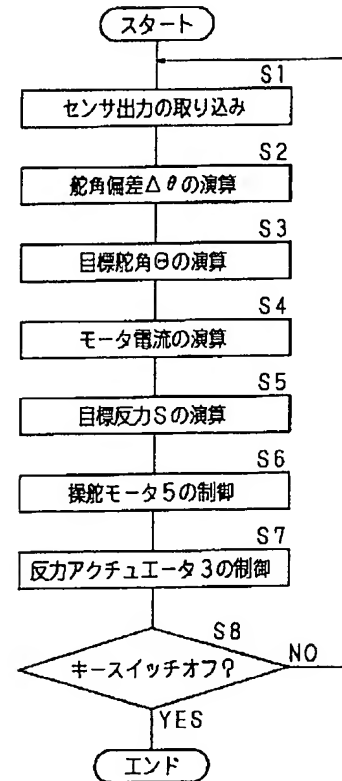 スタート
S1
センサ出力の取り込み
S2
舵角偏差Δθの演算
S3
目標舵角Θの演算
S4
モータ電流の演算
S5
目標反力Sの演算
S6
操舵モータ5の制御
S7
反力アクチュエータ3の制御
S8
キースイッチオフ?
NO
YES
エンド